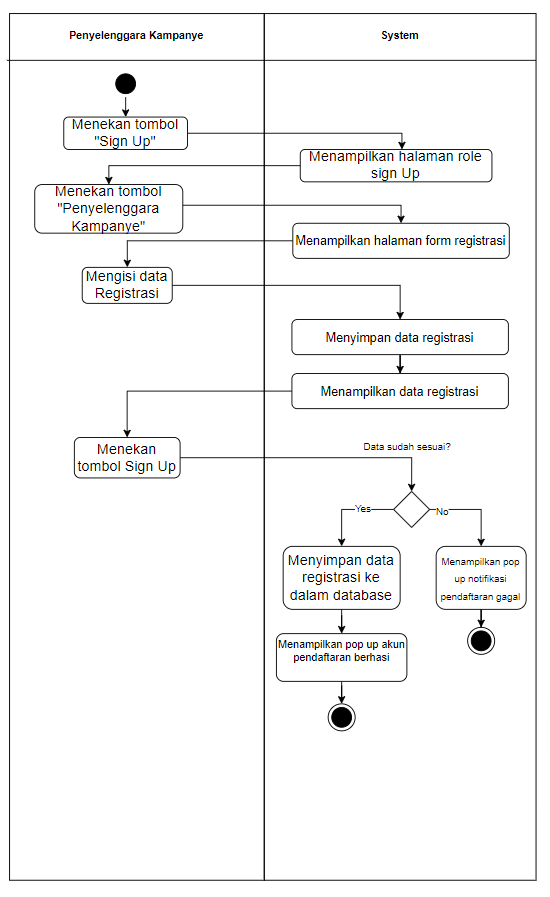 Penyelenggara Kampanye
System
Menekan tombol
"Sign Up"
Menampilkan halaman role
sign Up
Menekan tombol
"Penyelenggara
Kampanye"
Menampilkan halaman form registrasi
Mengisi data
Registrasi
Menyimpan data registrasi
Menampilkan data registrasi
Menekan
tombol Sign Up
Data sudah sesuai?
Yes
No
Menyimpan data
registrasi ke
dalam database
Menampilkan pop
up notifikasi
pendaftaran gagal
Menampilkan pop up akun
pendaftaran berhasi